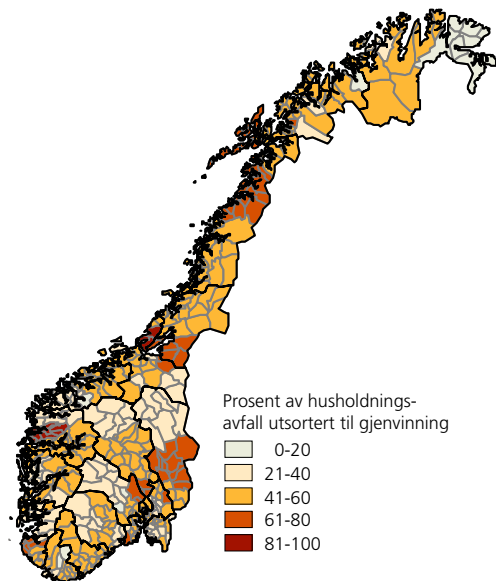 Prosent av husholdnings-
avfall utsortert til gjenvinning
0-20
21-40
41-60
61-80
81-100